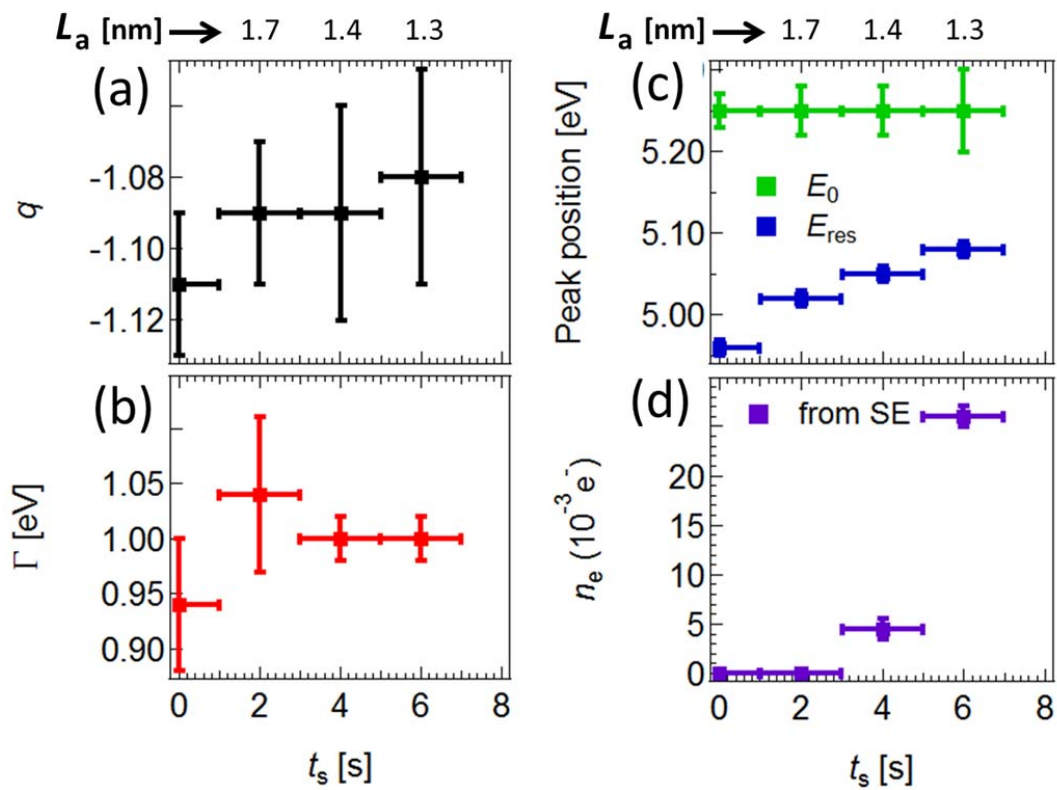 Lₐ [nm] → 1.7 1.4 1.3
(a)
q
-1.08
-1.10
-1.12
(b)
Γ [eV]
1.05
1.00
0.95
0.90
0 2 4 6 8
tₛ [s]
Lₐ [nm] → 1.7 1.4 1.3
(c)
Peak position [eV]
5.20
5.10
5.00
E₀
E_res
(d)
from SE
nₑ (10⁻³ e⁻)
20
15
10
5
0
0 2 4 6 8
tₛ [s]